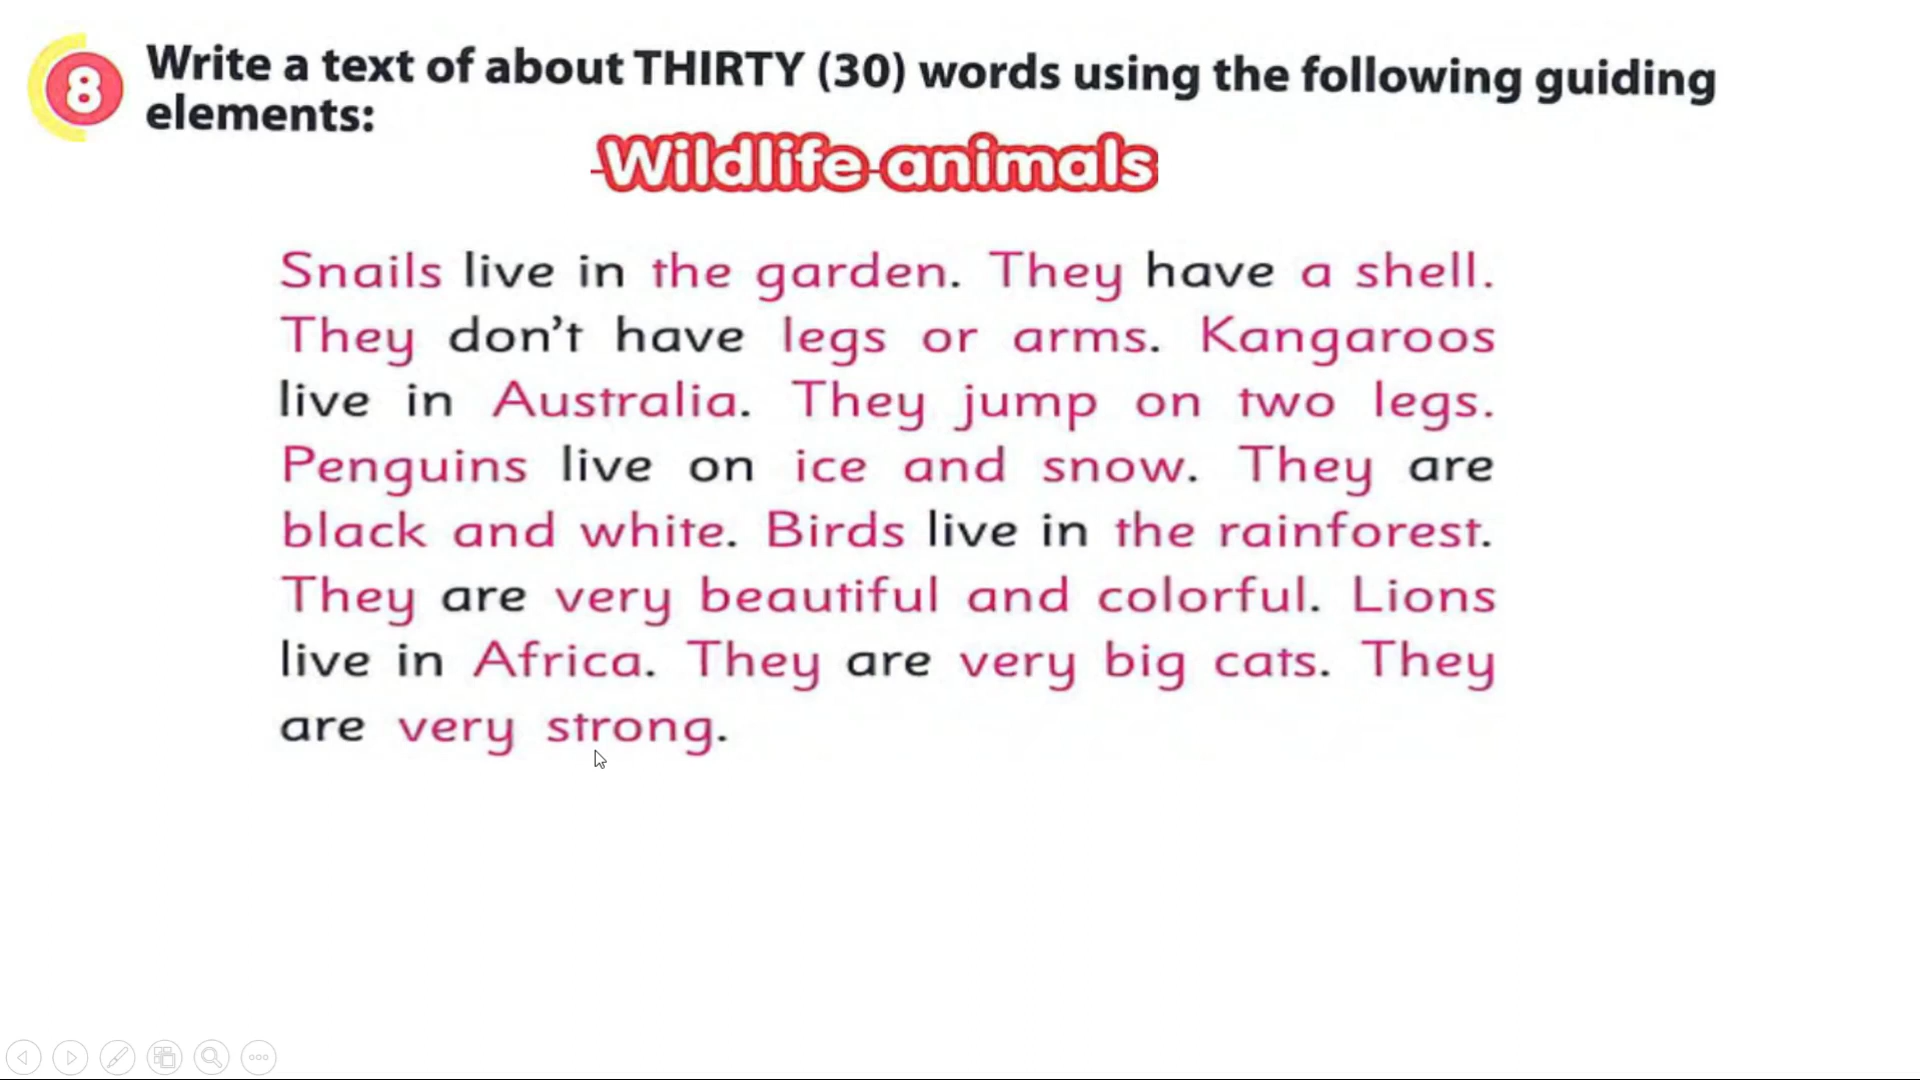 8
Write a text of about THIRTY (30) words using the following guiding
elements:
Wildlife animals
Snails live in the garden. They have a shell.
They don't have legs or arms. Kangaroos
live in Australia. They jump on two legs.
Penguins live on ice and snow. They are
black and white. Birds live in the rainforest.
They are very beautiful and colorful. Lions
live in Africa. They are very big cats. They
are very strong.